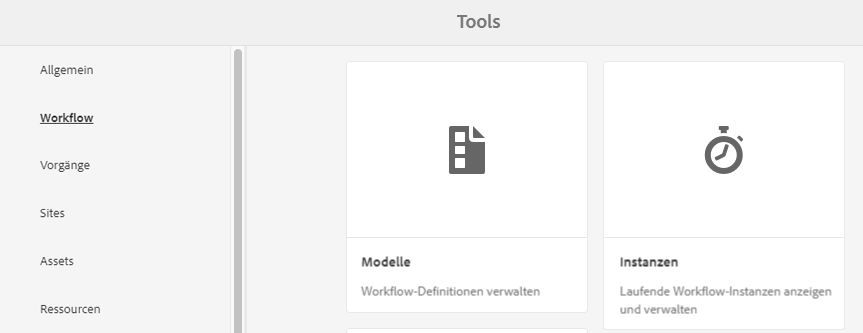 Tools
Allgemein
Workflow
Vorgänge
Sites
Assets
Ressourcen
Modelle
Workflow-Definitionen verwalten
Instanzen
Laufende Workflow-Instanzen anzeigen
und verwalten